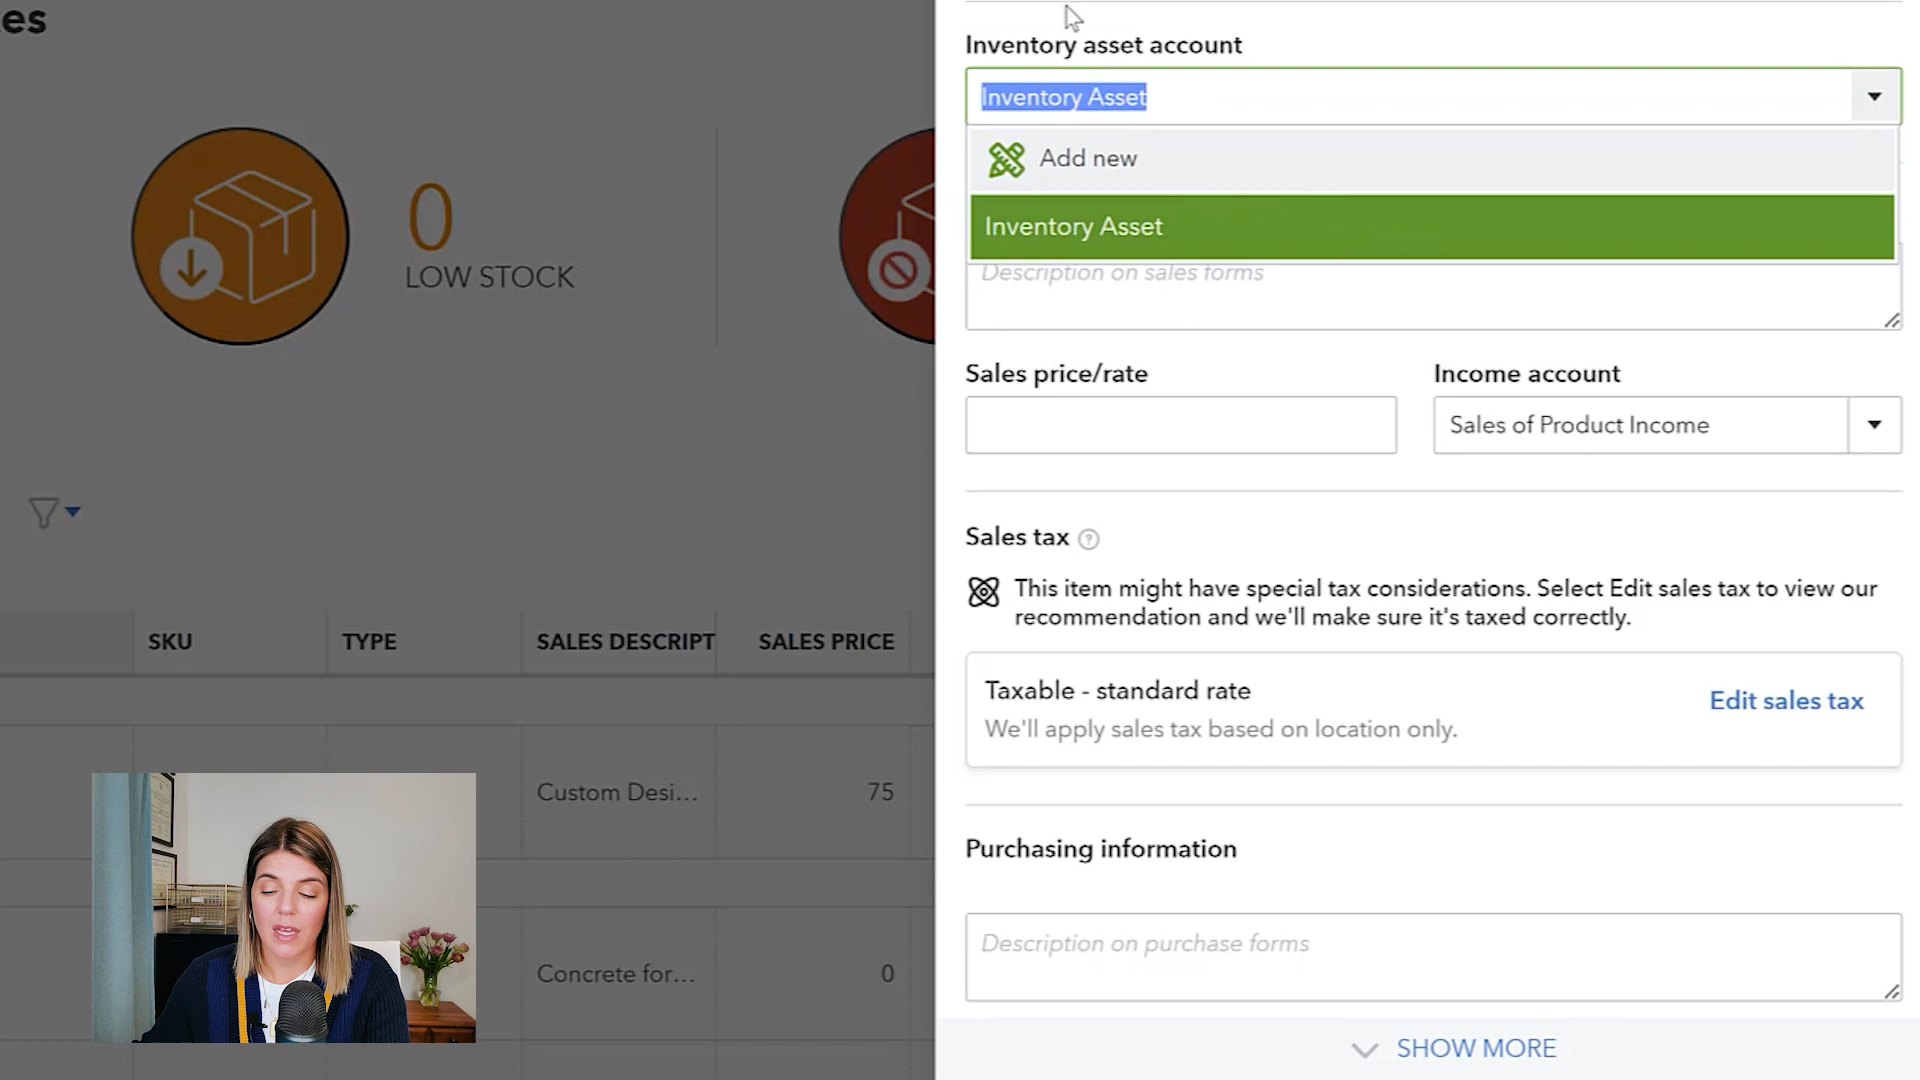 es
0
LOW STOCK
SKU
TYPE
SALES DESCRIPT
SALES PRICE
Custom Desi...
75
Concrete for...
0
Inventory asset account
Inventory Asset
Add new
Inventory Asset
Description on sales forms
Sales price/rate
Income account
Sales of Product Income
Sales tax ?
This item might have special tax considerations. Select Edit sales tax to view our
recommendation and we'll make sure it's taxed correctly.
Taxable - standard rate
Edit sales tax
We'll apply sales tax based on location only.
Purchasing information
Description on purchase forms
SHOW MORE